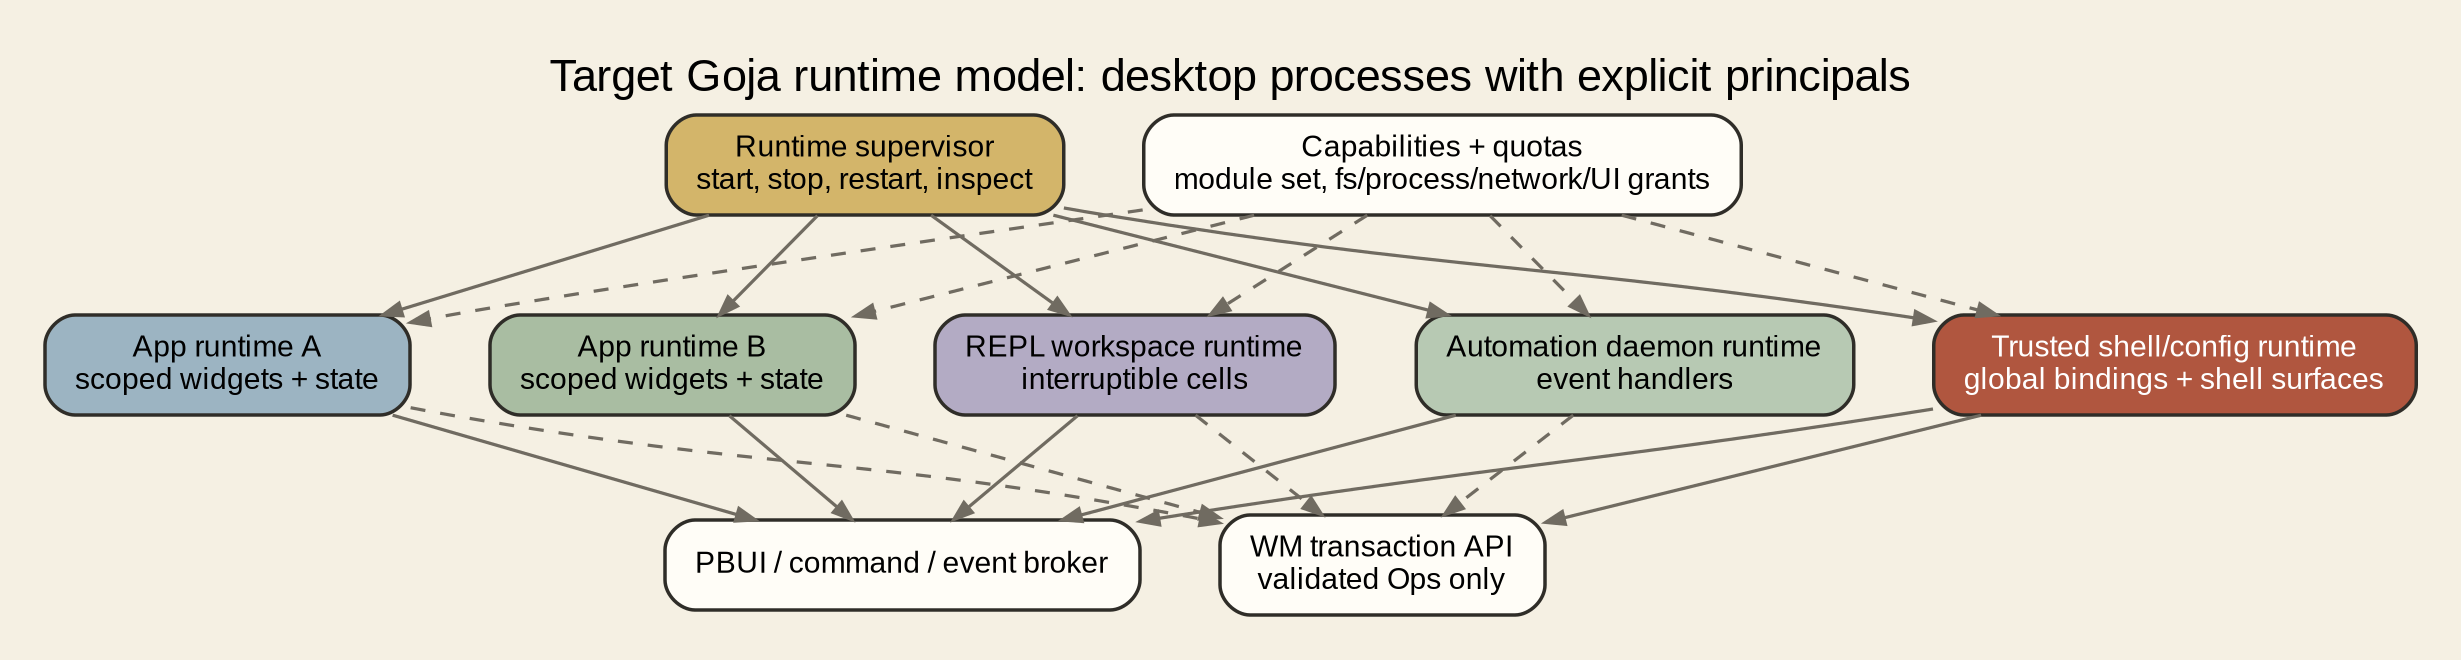 Target Goja runtime model: desktop processes with explicit principals
Runtime supervisor
start, stop, restart, inspect
Capabilities + quotas
module set, fs/process/network/UI grants
App runtime A
scoped widgets + state
App runtime B
scoped widgets + state
REPL workspace runtime
interruptible cells
Automation daemon runtime
event handlers
Trusted shell/config runtime
global bindings + shell surfaces
PBUI / command / event broker
WM transaction API
validated Ops only